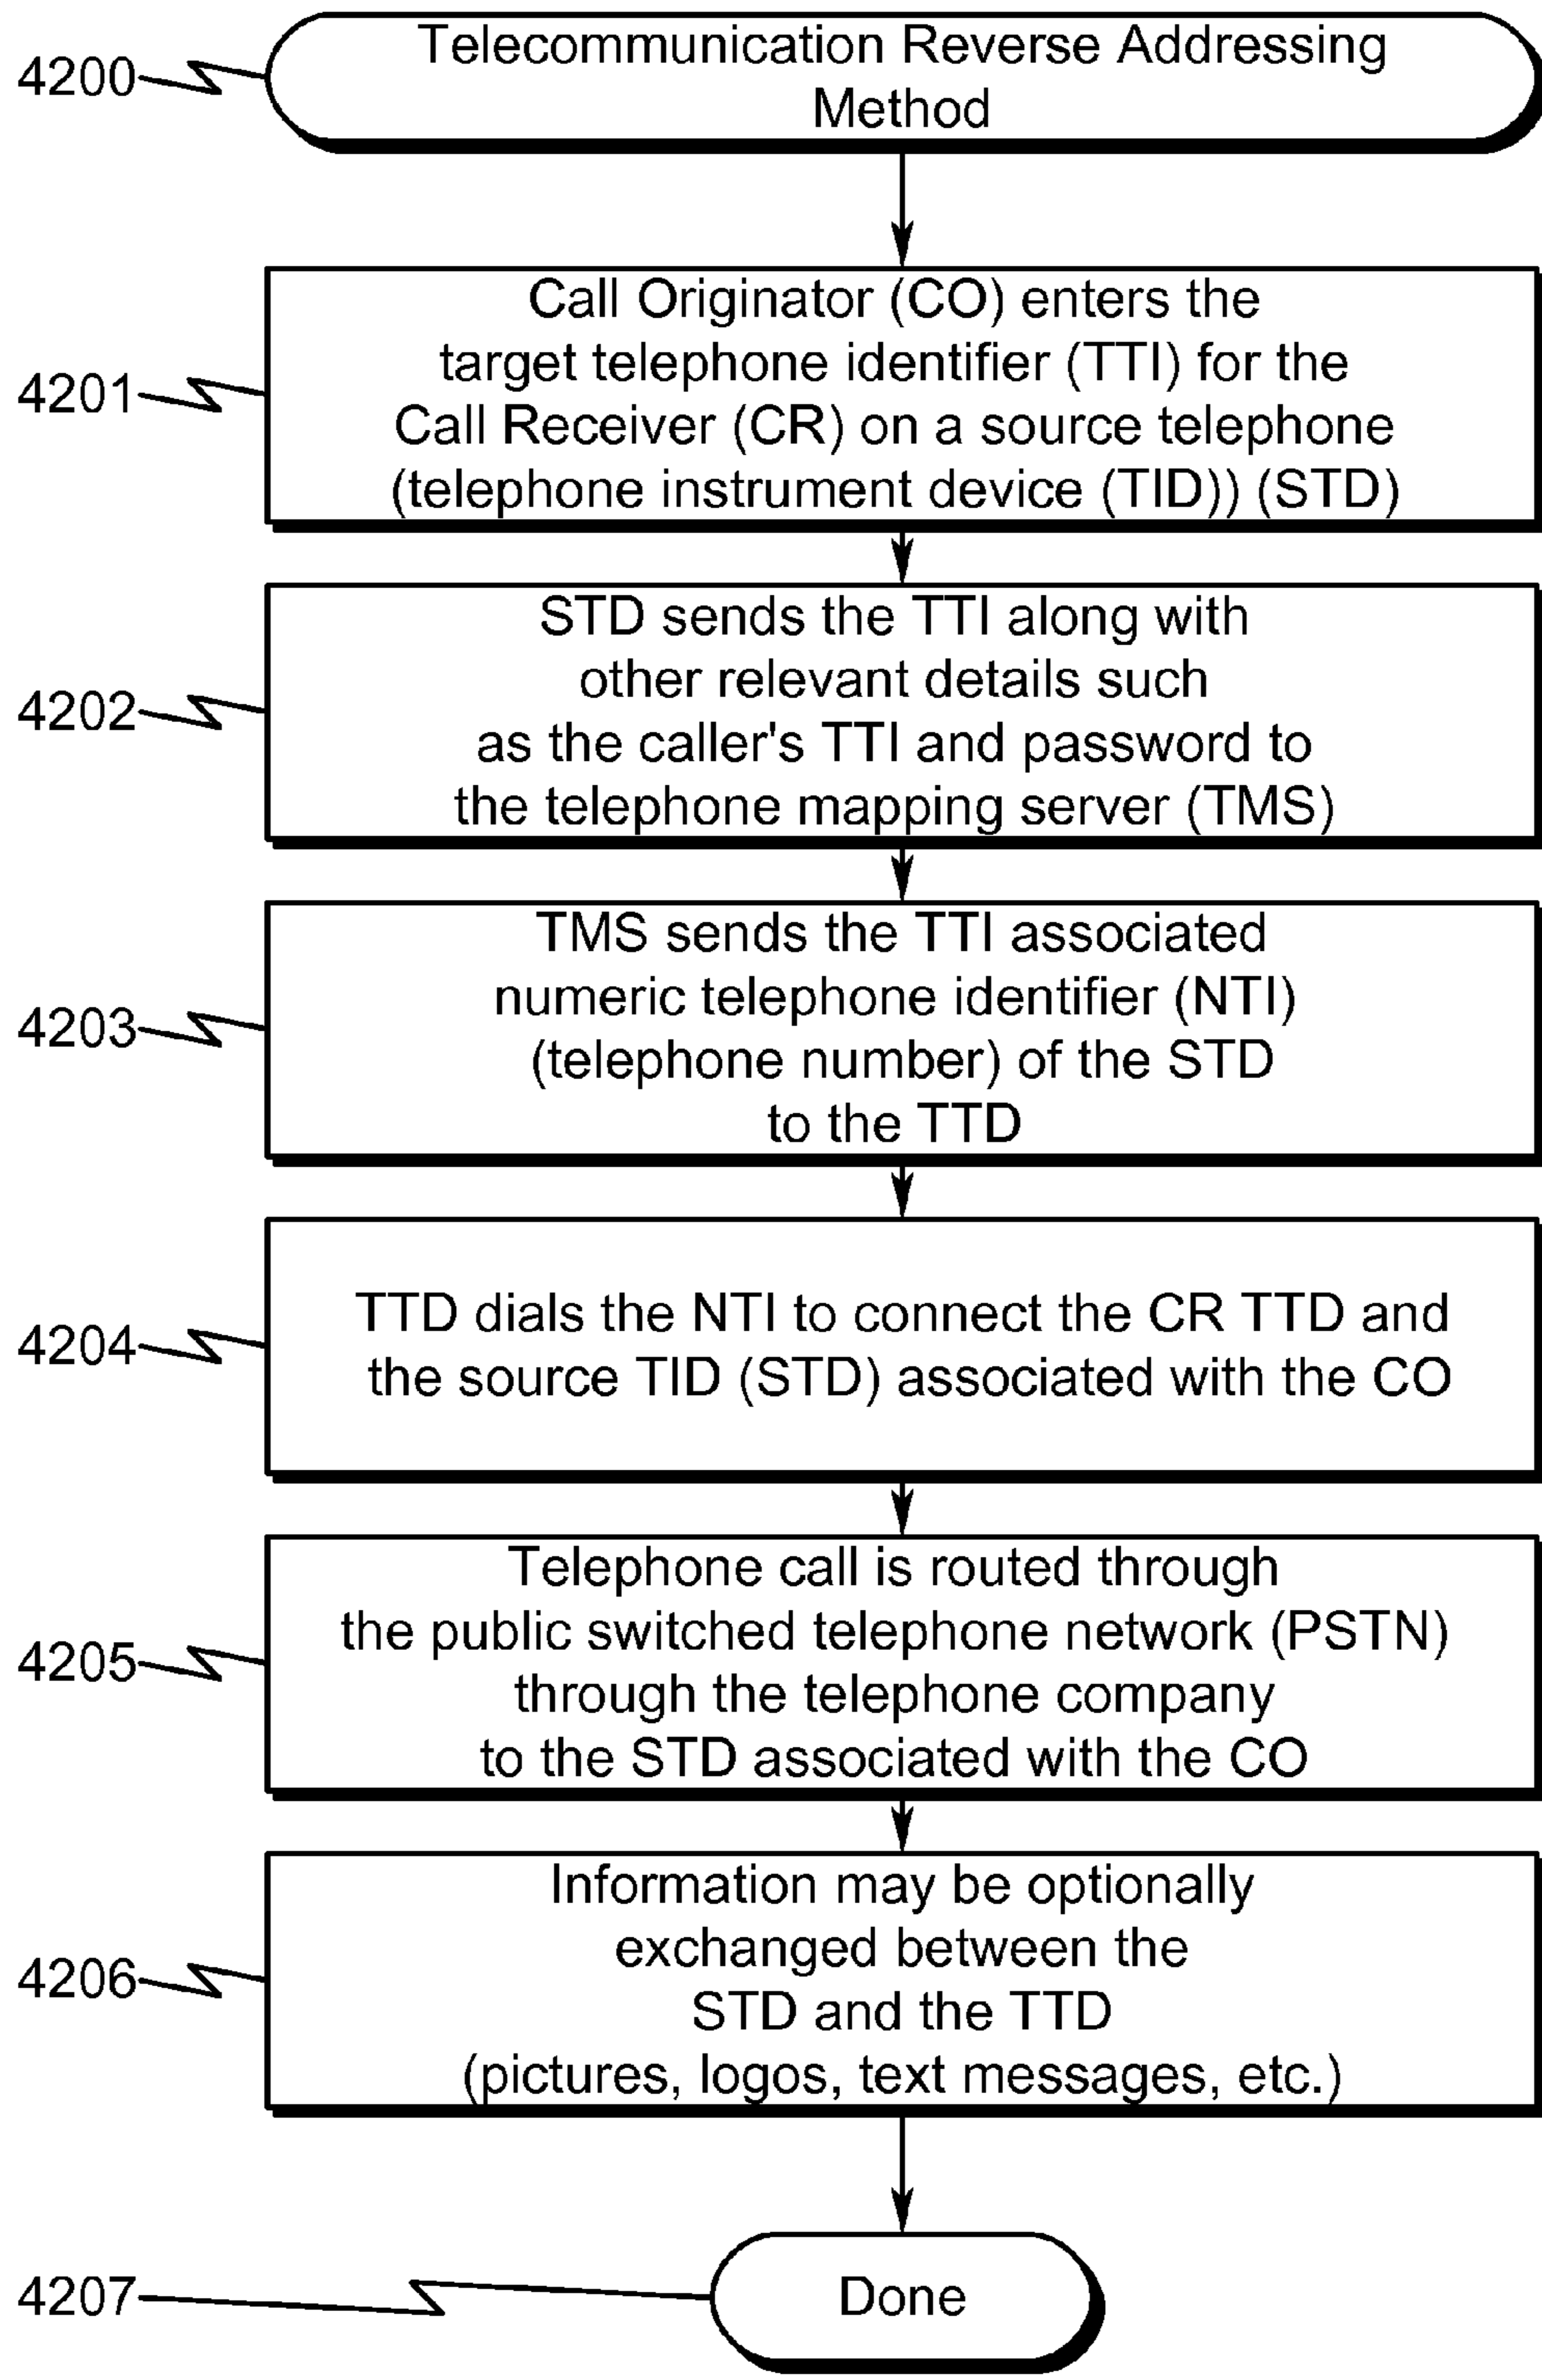 4200
Telecommunication Reverse Addressing
Method
4201
Call Originator (CO) enters the
target telephone identifier (TTI) for the
Call Receiver (CR) on a source telephone
(telephone instrument device (TID)) (STD)
4202
STD sends the TTI along with
other relevant details such
as the caller's TTI and password to
the telephone mapping server (TMS)
4203
TMS sends the TTI associated
numeric telephone identifier (NTI)
(telephone number) of the STD
to the TTD
4204
TTD dials the NTI to connect the CR TTD and
the source TID (STD) associated with the CO
4205
Telephone call is routed through
the public switched telephone network (PSTN)
through the telephone company
to the STD associated with the CO
4206
Information may be optionally
exchanged between the
STD and the TTD
(pictures, logos, text messages, etc.)
4207
Done